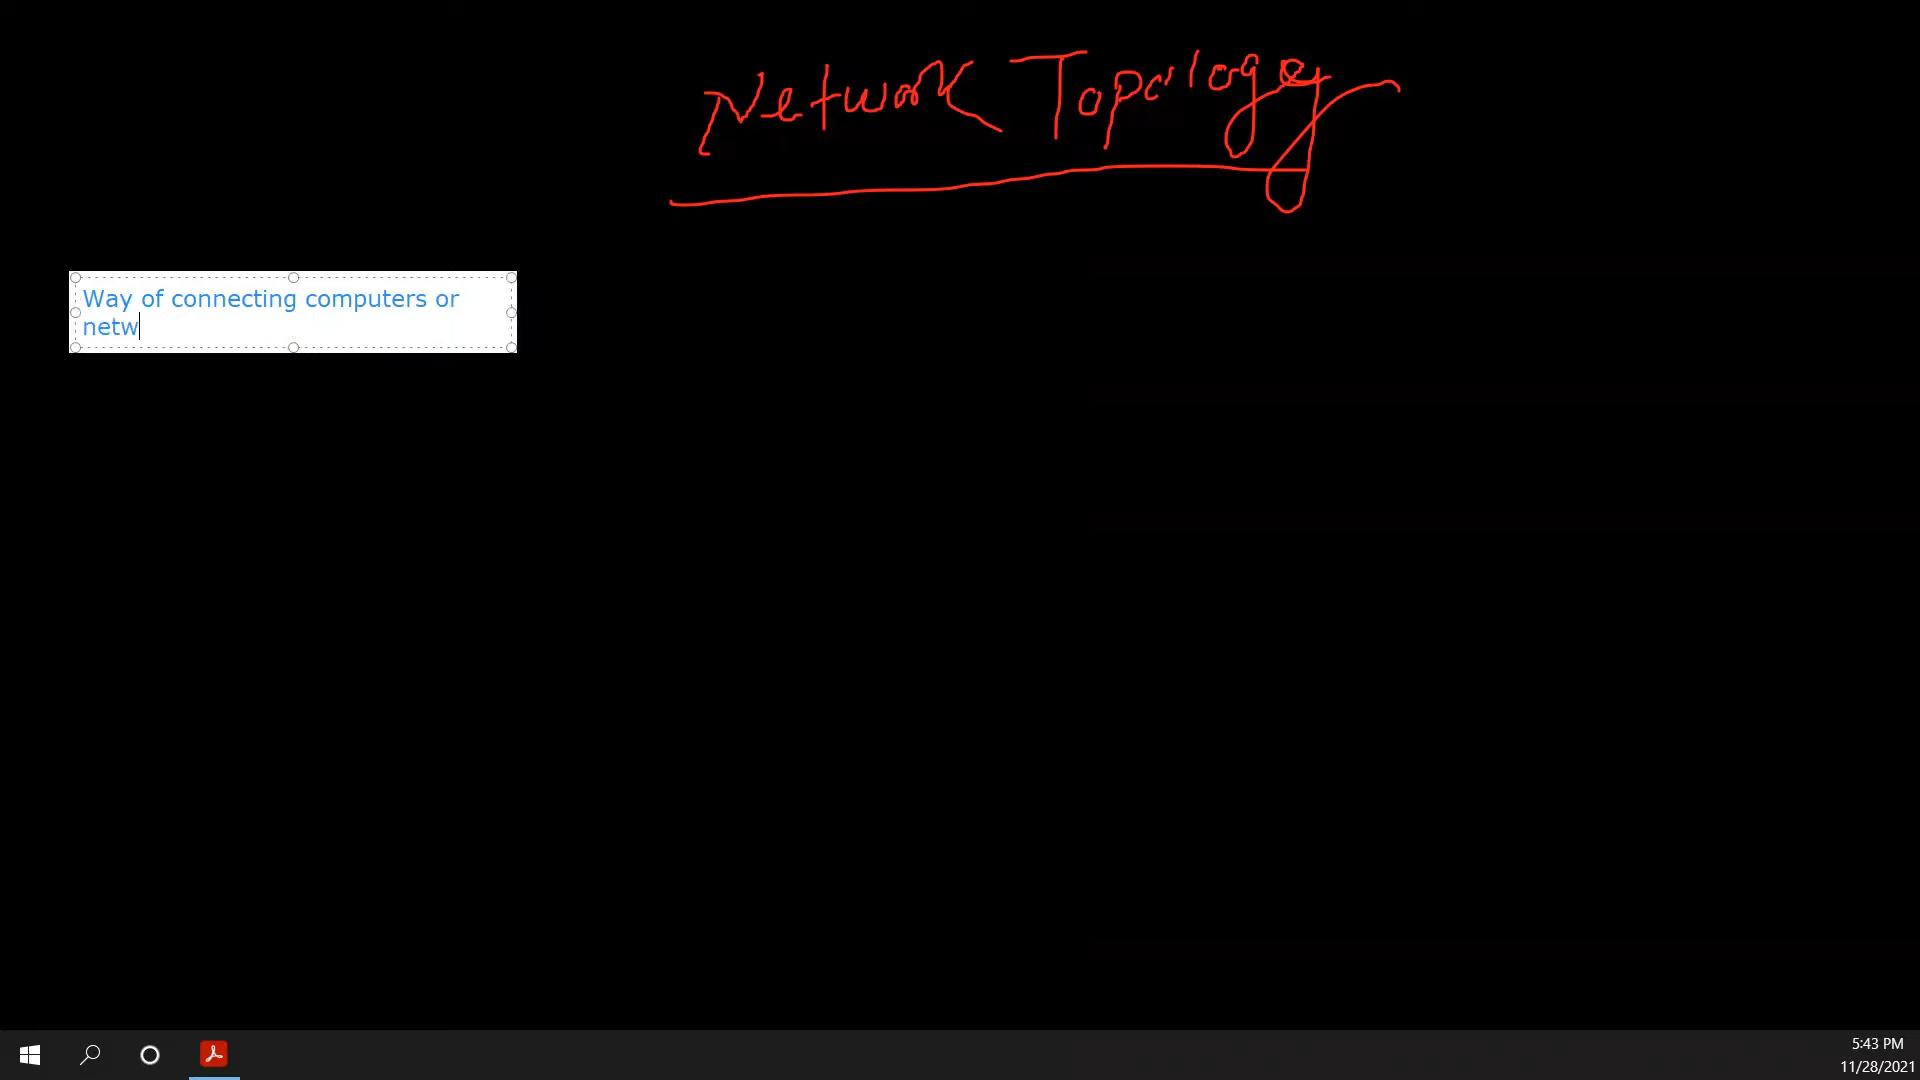 Network Topology
Way of connecting computers or
netw
5:43 PM
11/28/2021